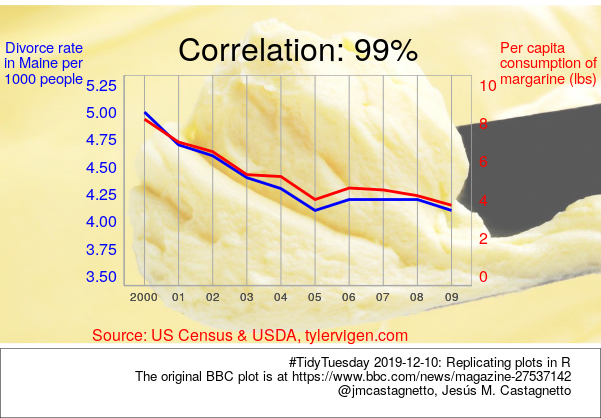 Correlation: 99%
Divorce rate
in Maine per
1000 people
Per capita
consumption of
margarine (lbs)
5.25
5.00
4.75
4.50
4.25
4.00
3.75
3.50
10
8
6
4
2
0
2000 01 02 03 04 05 06 07 08 09
Source: US Census & USDA, tylervigen.com
#TidyTuesday 2019-12-10: Replicating plots in R
The original BBC plot is at https://www.bbc.com/news/magazine-27537142
@jmcastagnetto, Jesús M. Castagnetto